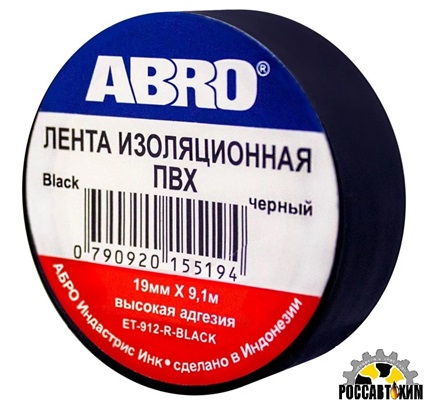 ABRO®
ЛЕНТА ИЗОЛЯЦИОННАЯ
ПВХ
Black
черный
0 790920 155194
19мм X 9,1м
высокая адгезия
ET-912-R-BLACK
АБРО Индастрис Инк • сделано в Индонезии
РОССАВТОХИМ